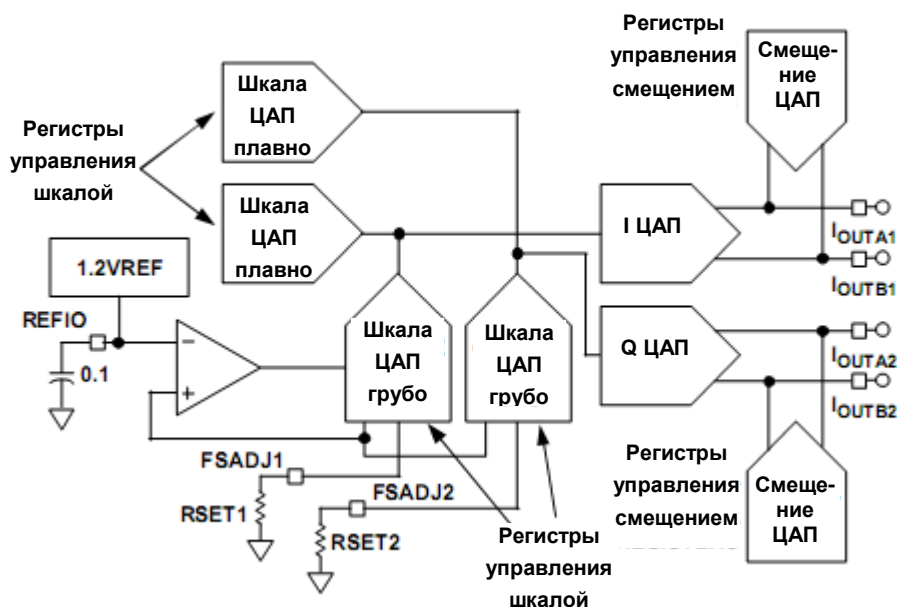 Регистры
управления
смещением
Смеще-
ние
ЦАП
Шкала
ЦАП
плавно
Регистры
управления
шкалой
Шкала
ЦАП
плавно
I ЦАП
IOUTA1
IOUTB1
1.2VREF
REFIO
0.1
−
+
Шкала
ЦАП
грубо
Шкала
ЦАП
грубо
Q ЦАП
IOUTA2
IOUTB2
FSADJ1
RSET1
FSADJ2
RSET2
Регистры
управления
шкалой
Регистры
управления
смещением
Смеще-
ние
ЦАП